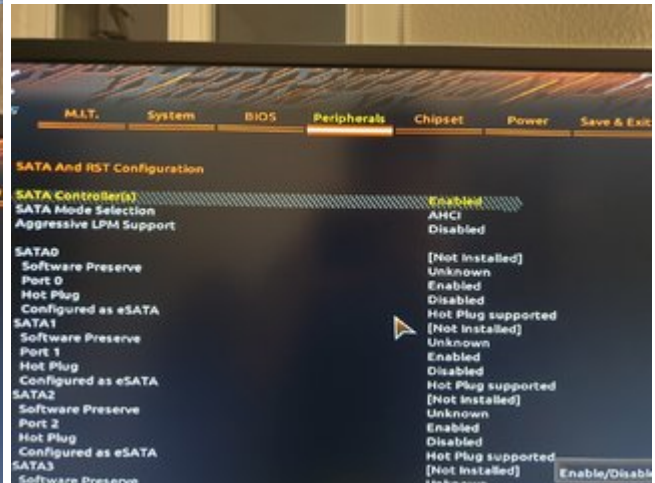 M.I.T. System BIOS Peripherals Chipset Power Save & Exit
SATA And RST Configuration
SATA Controller(s) Enabled
SATA Mode Selection AHCI
Aggressive LPM Support Disabled
SATA0 [Not Installed]
Software Preserve Unknown
Port 0 Enabled
Hot Plug Disabled
Configured as eSATA Hot Plug supported
SATA1 [Not Installed]
Software Preserve Unknown
Port 1 Enabled
Hot Plug Disabled
Configured as eSATA Hot Plug supported
SATA2 [Not Installed]
Software Preserve Unknown
Port 2 Enabled
Hot Plug Disabled
Configured as eSATA Hot Plug supported
SATA3 [Not Installed]
Software Preserve
Enable/Disable